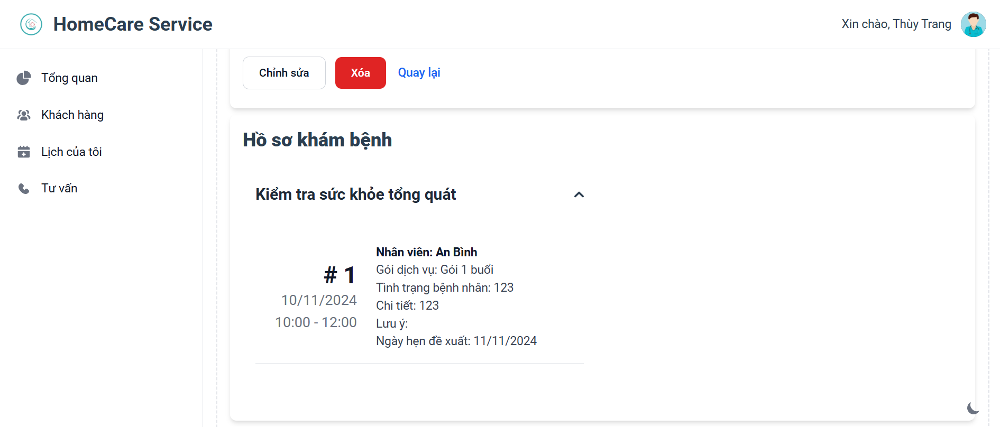 HomeCare Service
Xin chào, Thùy Trang
Tổng quan
Khách hàng
Lịch của tôi
Tư vấn
Chỉnh sửa
Xóa
Quay lại
Hồ sơ khám bệnh
Kiểm tra sức khỏe tổng quát
# 1
10/11/2024
10:00 - 12:00
Nhân viên: An Bình
Gói dịch vụ: Gói 1 buổi
Tình trạng bệnh nhân: 123
Chi tiết: 123
Lưu ý:
Ngày hẹn đề xuất: 11/11/2024